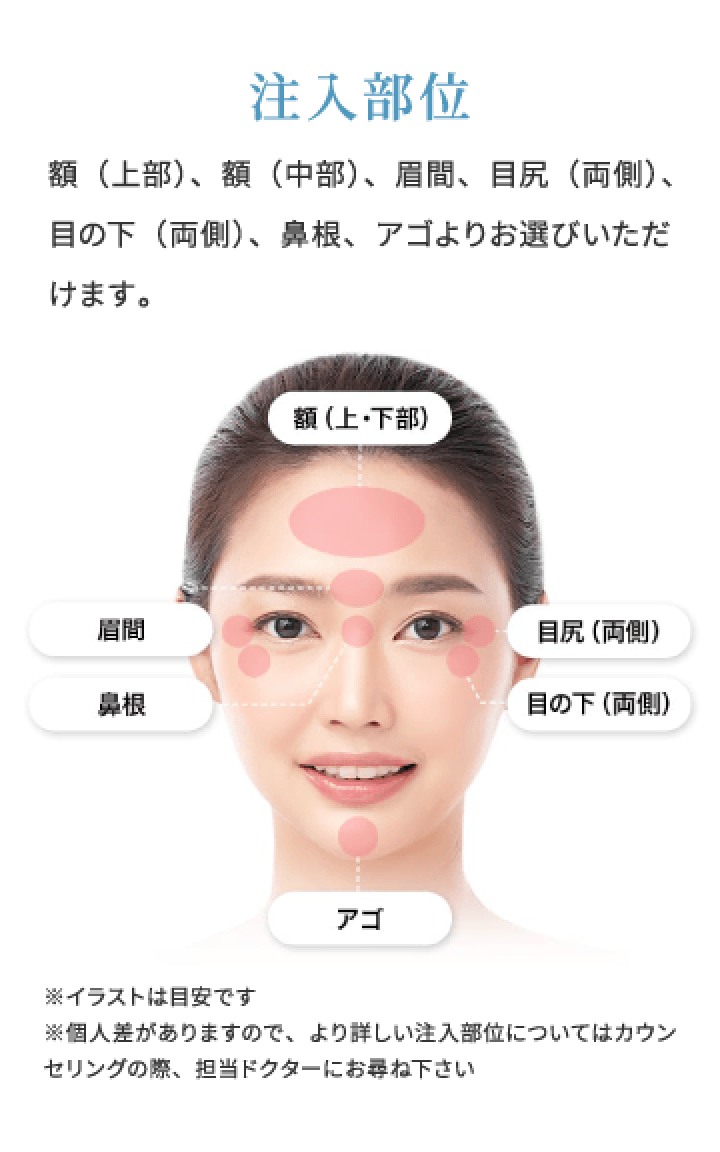 注入部位
額（上部）、額（中部）、眉間、目尻（両側）、
目の下（両側）、鼻根、アゴよりお選びいただ
けます。
額（上・下部）
眉間
目尻（両側）
鼻根
目の下（両側）
アゴ
※イラストは目安です
※個人差がありますので、より詳しい注入部位についてはカウン
セリングの際、担当ドクターにお尋ね下さい